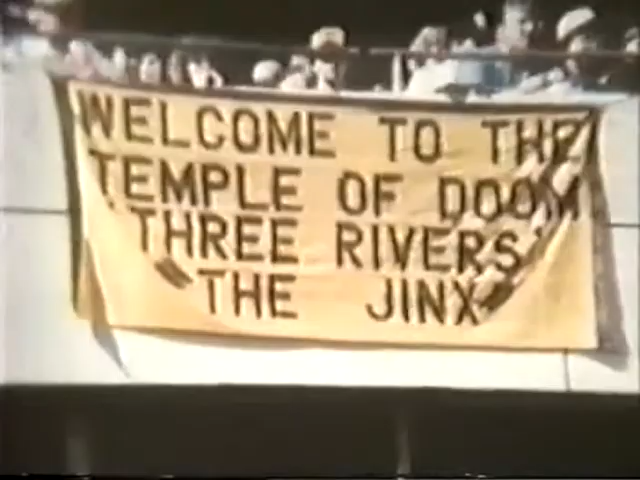 WELCOME TO THE
TEMPLE OF DOOM
THREE RIVERS
"THE JINX"